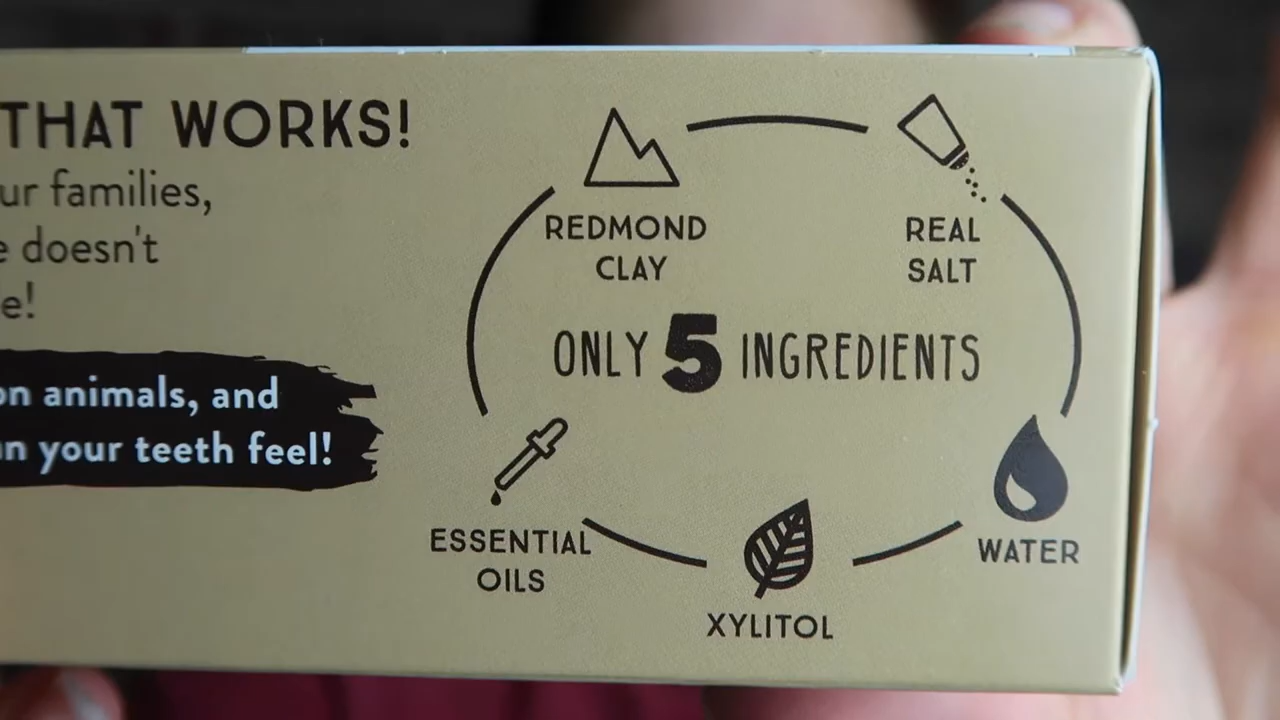 THAT WORKS!
ur families,
e doesn't
e!
on animals, and
n your teeth feel!
REDMOND
CLAY
REAL
SALT
ONLY 5 INGREDIENTS
ESSENTIAL
OILS
XYLITOL
WATER